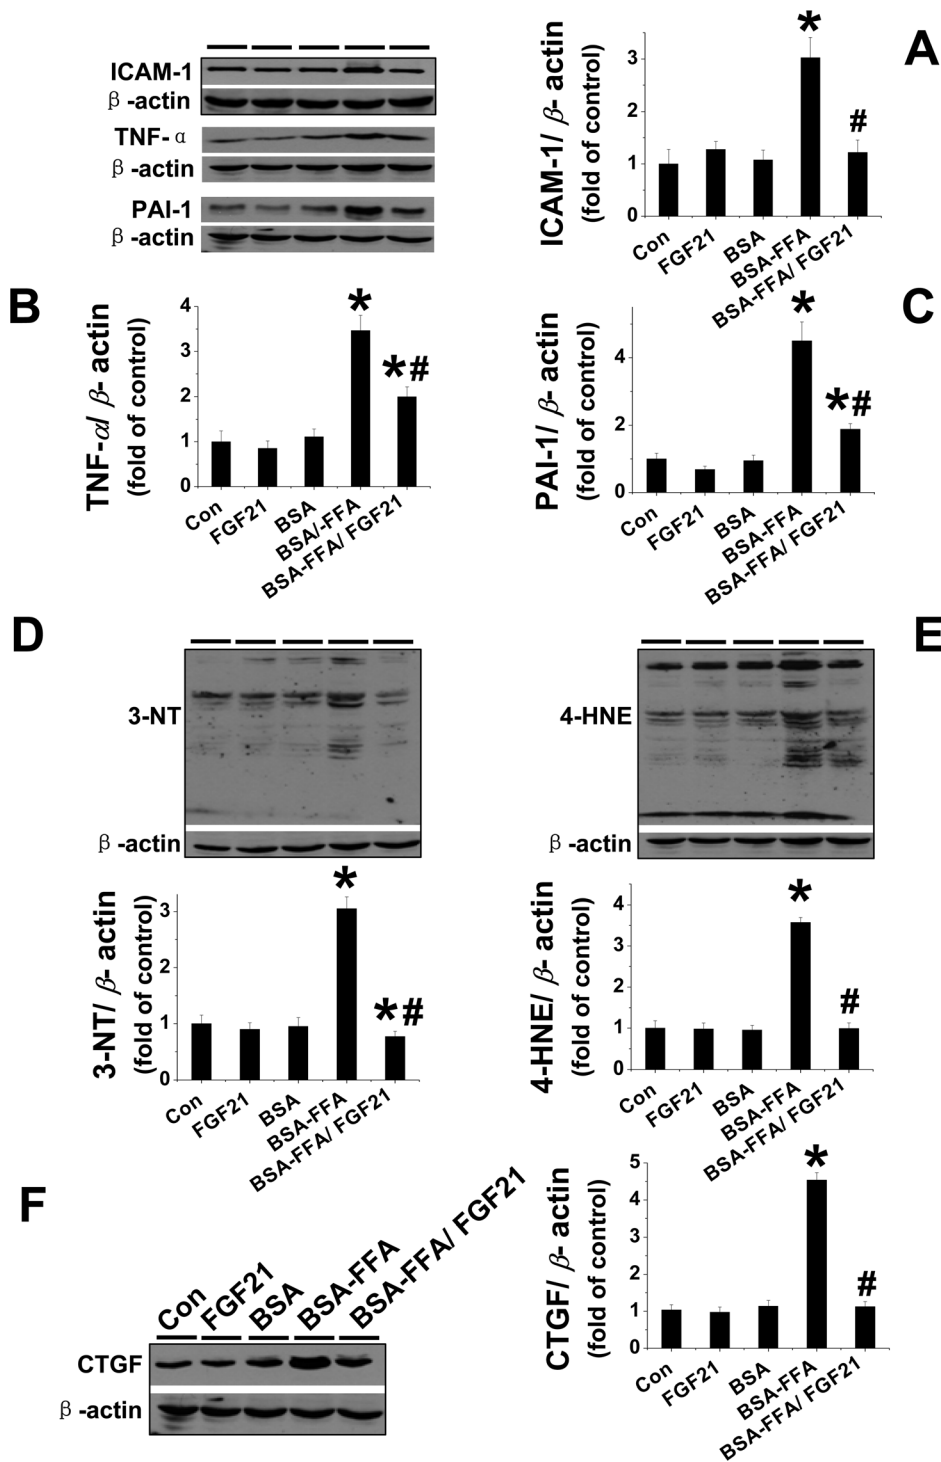 ICAM-1
β-actin
TNF-α
β-actin
PAI-1
β-actin
A
ICAM-1/ β- actin
(fold of control)
3
2
1
0
*
#
Con
FGF21
BSA
BSA-FFA
BSA-FFA/ FGF21
B
TNF-α/ β- actin
(fold of control)
4
3
2
1
0
*
*#
Con
FGF21
BSA
BSA/-FFA
BSA-FFA/ FGF21
C
PAI-1/ β- actin
(fold of control)
4
2
0
*
*#
Con
FGF21
BSA
BSA-FFA
BSA-FFA/ FGF21
D
3-NT
β-actin
3-NT/ β- actin
(fold of control)
3
2
1
0
*
*#
Con
FGF21
BSA
BSA-FFA
BSA-FFA/ FGF21
E
4-HNE
β-actin
4-HNE/ β- actin
(fold of control)
4
3
2
1
0
*
#
Con
FGF21
BSA
BSA-FFA
BSA-FFA/ FGF21
F
Con
FGF21
BSA
BSA-FFA
BSA-FFA/ FGF21
CTGF
β-actin
CTGF/ β- actin
(fold of control)
5
4
3
2
1
0
*
#
Con
FGF21
BSA
BSA-FFA
BSA-FFA/ FGF21